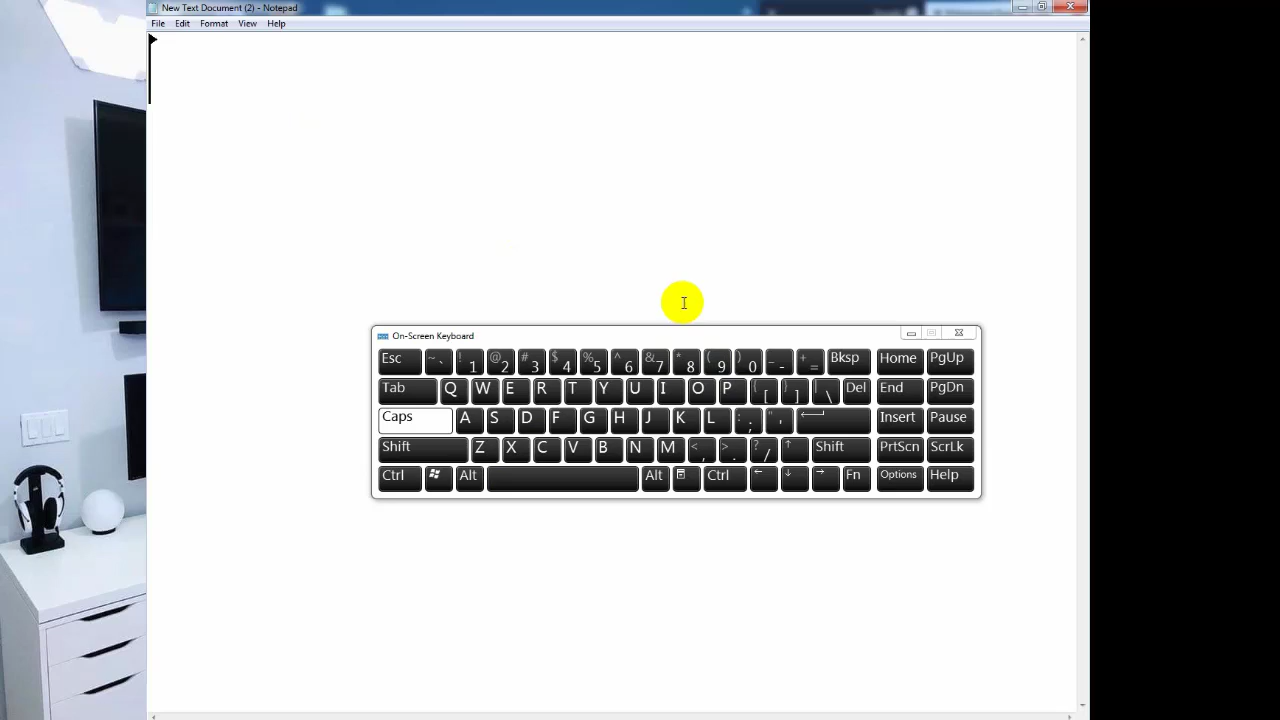 New Text Document (2) - Notepad
File Edit Format View Help
On-Screen Keyboard
Esc ~ ` ! 1 @ 2 # 3 $ 4 % 5 ^ 6 & 7 * 8 ( 9 ) 0 _ - + = Bksp Home PgUp
Tab Q W E R T Y U I O P { [ } ] | \ Del End PgDn
Caps A S D F G H J K L : ; " ' Insert Pause
Shift Z X C V B N M < , > . ? / ↑ Shift PrtScn ScrLk
Ctrl Alt Alt Ctrl ← ↓ → Fn Options Help